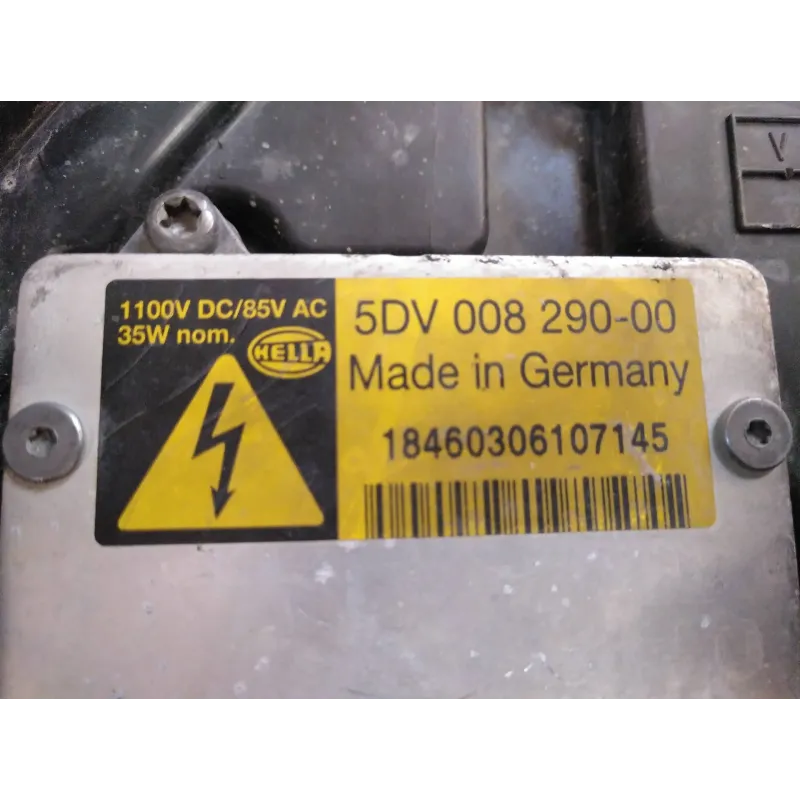 1100V DC/85V AC
35W nom.
HELLA
5DV 008 290-00
Made in Germany
18460306107145
V